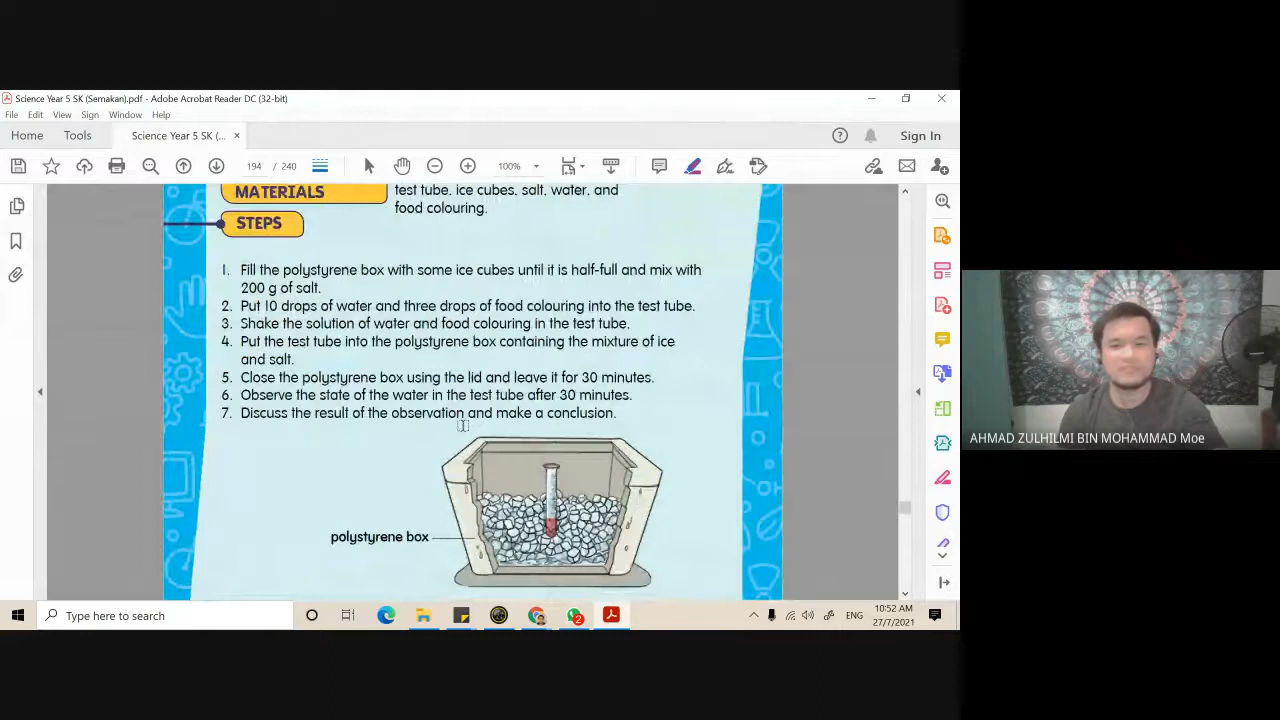 Science Year 5 SK (Semakan).pdf - Adobe Acrobat Reader DC (32-bit)
File Edit View Sign Window Help
Home Tools Science Year 5 SK (... × Sign In
194 / 240 100%
MATERIALS
test tube, ice cubes, salt, water, and
food colouring.
STEPS
1. Fill the polystyrene box with some ice cubes until it is half-full and mix with
200 g of salt.
2. Put 10 drops of water and three drops of food colouring into the test tube.
3. Shake the solution of water and food colouring in the test tube.
4. Put the test tube into the polystyrene box containing the mixture of ice
and salt.
5. Close the polystyrene box using the lid and leave it for 30 minutes.
6. Observe the state of the water in the test tube after 30 minutes.
7. Discuss the result of the observation and make a conclusion.
polystyrene box
AHMAD ZULHILMI BIN MOHAMMAD Moe
Type here to search
2
ENG
10:52 AM
27/7/2021